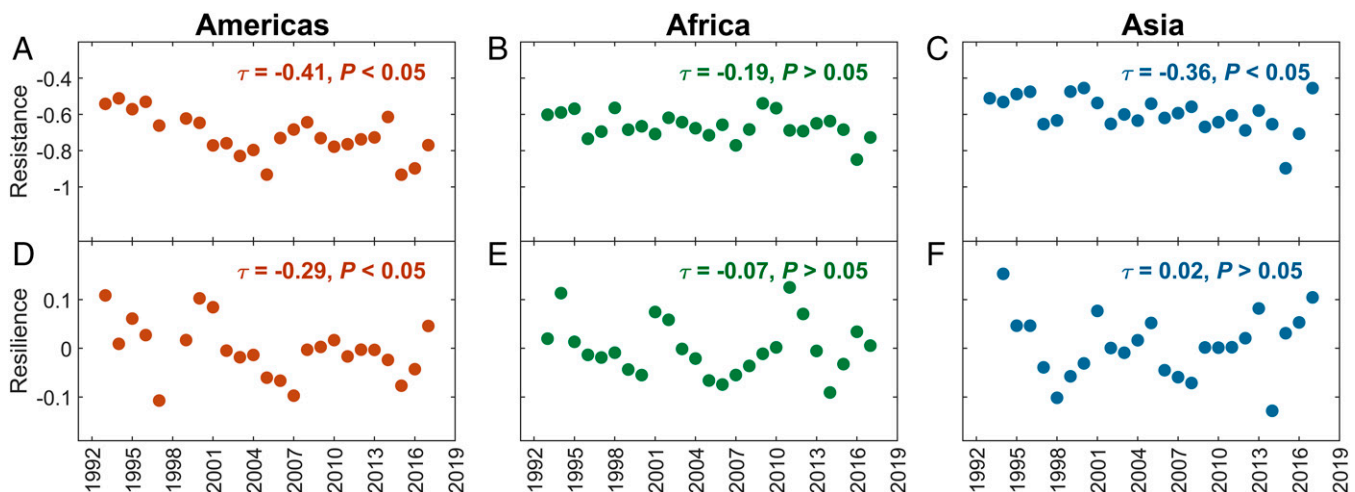 Americas
Africa
Asia
A
B
C
τ = -0.41, P < 0.05
τ = -0.19, P > 0.05
τ = -0.36, P < 0.05
Resistance
-0.4
-0.6
-0.8
-1
D
E
F
τ = -0.29, P < 0.05
τ = -0.07, P > 0.05
τ = 0.02, P > 0.05
Resilience
0.1
0
-0.1
1992 1995 1998 2001 2004 2007 2010 2013 2016 2019
1992 1995 1998 2001 2004 2007 2010 2013 2016 2019
1992 1995 1998 2001 2004 2007 2010 2013 2016 2019